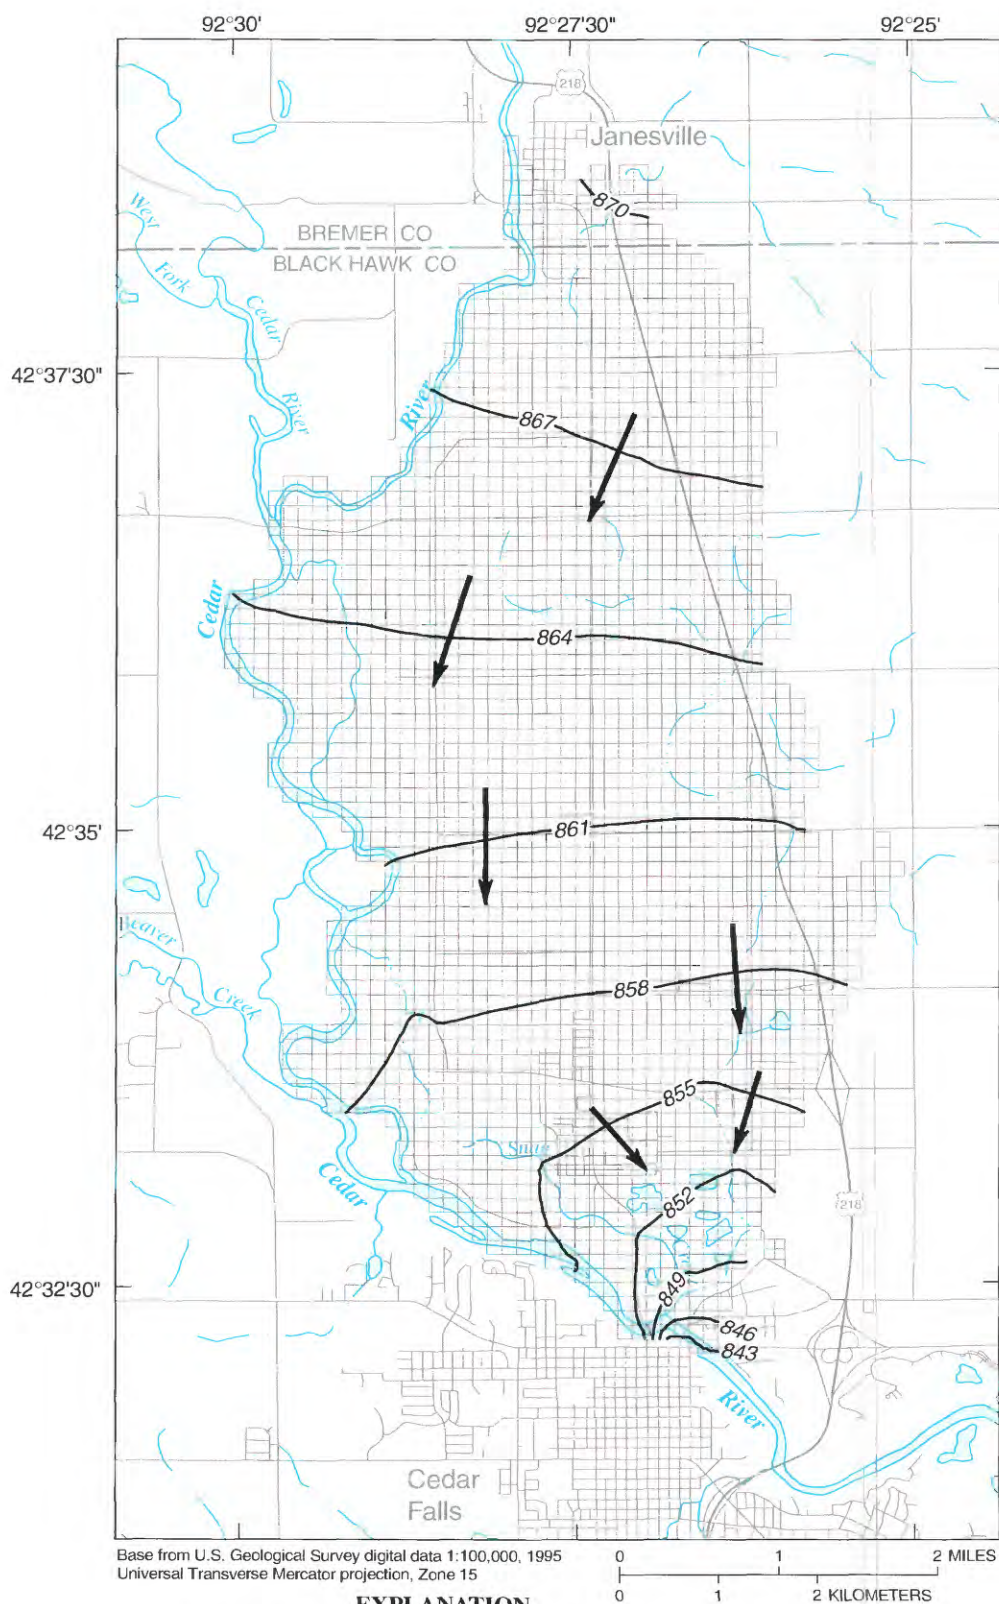 92°30' 92°27'30" 92°25'
218
Janesville
870
West
Fork
Cedar
River
BREMER CO
BLACK HAWK CO
42°37'30"
River
867
Cedar
864
42°35'
861
Beaver
Creek
858
855
Snag
Cedar
852
218
42°32'30"
849
846
843
River
Cedar
Falls
Base from U.S. Geological Survey digital data 1:100,000, 1995
Universal Transverse Mercator projection, Zone 15
0 1 2 MILES
0 1 2 KILOMETERS
EXPLANATION